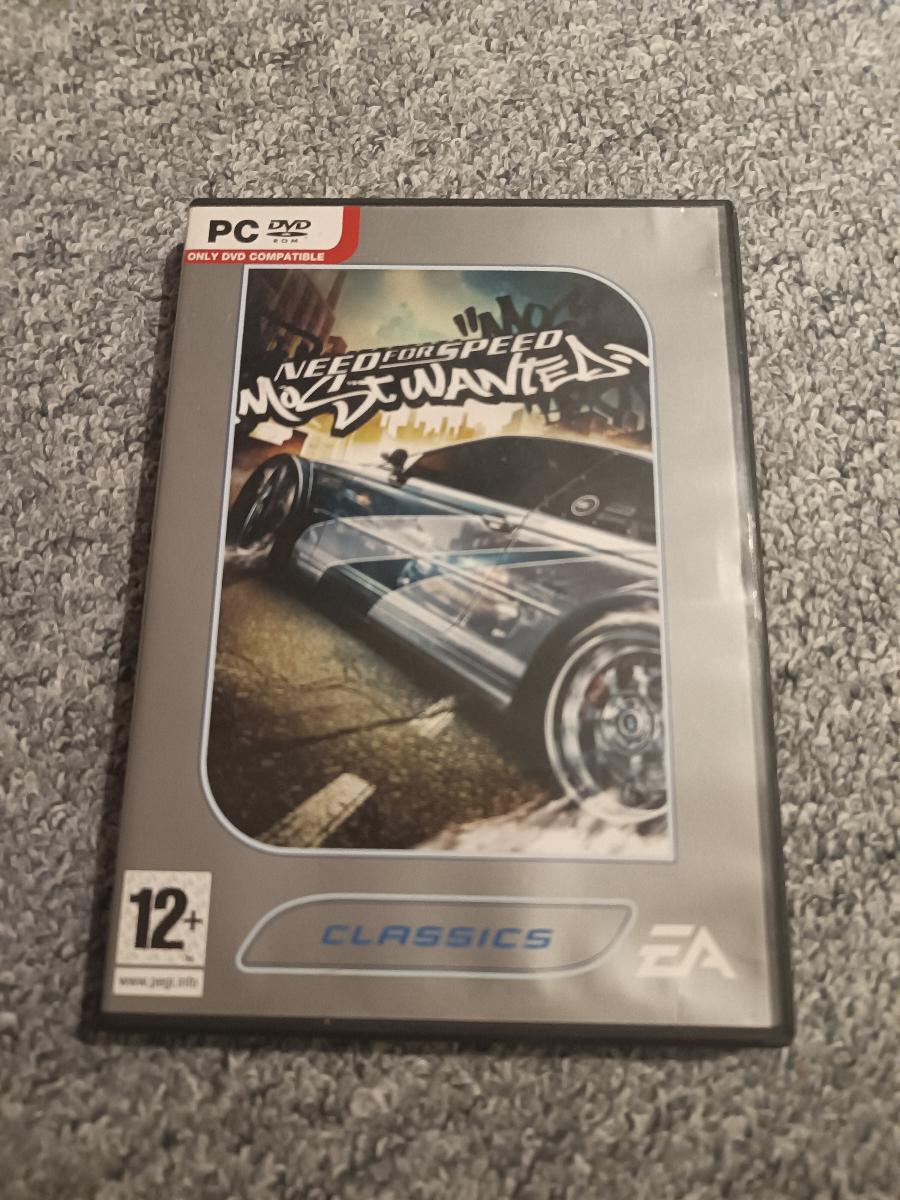 PC DVD
ROM
ONLY DVD COMPATIBLE
NEED FOR SPEED
MOST WANTED
12+
www.pegi.info
CLASSICS
EA